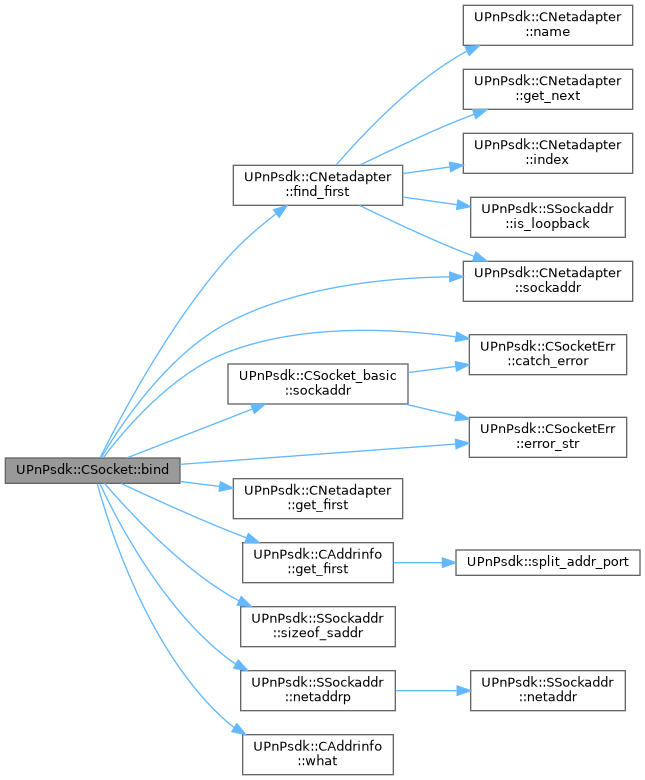 UPnPsdk::CNetadapter
::name
UPnPsdk::CNetadapter
::get_next
UPnPsdk::CNetadapter
::index
UPnPsdk::CNetadapter
::find_first
UPnPsdk::SSockaddr
::is_loopback
UPnPsdk::CNetadapter
::sockaddr
UPnPsdk::CSocketErr
::catch_error
UPnPsdk::CSocket_basic
::sockaddr
UPnPsdk::CSocketErr
::error_str
UPnPsdk::CSocket::bind
UPnPsdk::CNetadapter
::get_first
UPnPsdk::CAddrinfo
::get_first
UPnPsdk::split_addr_port
UPnPsdk::SSockaddr
::sizeof_saddr
UPnPsdk::SSockaddr
::netaddrp
UPnPsdk::SSockaddr
::netaddr
UPnPsdk::CAddrinfo
::what